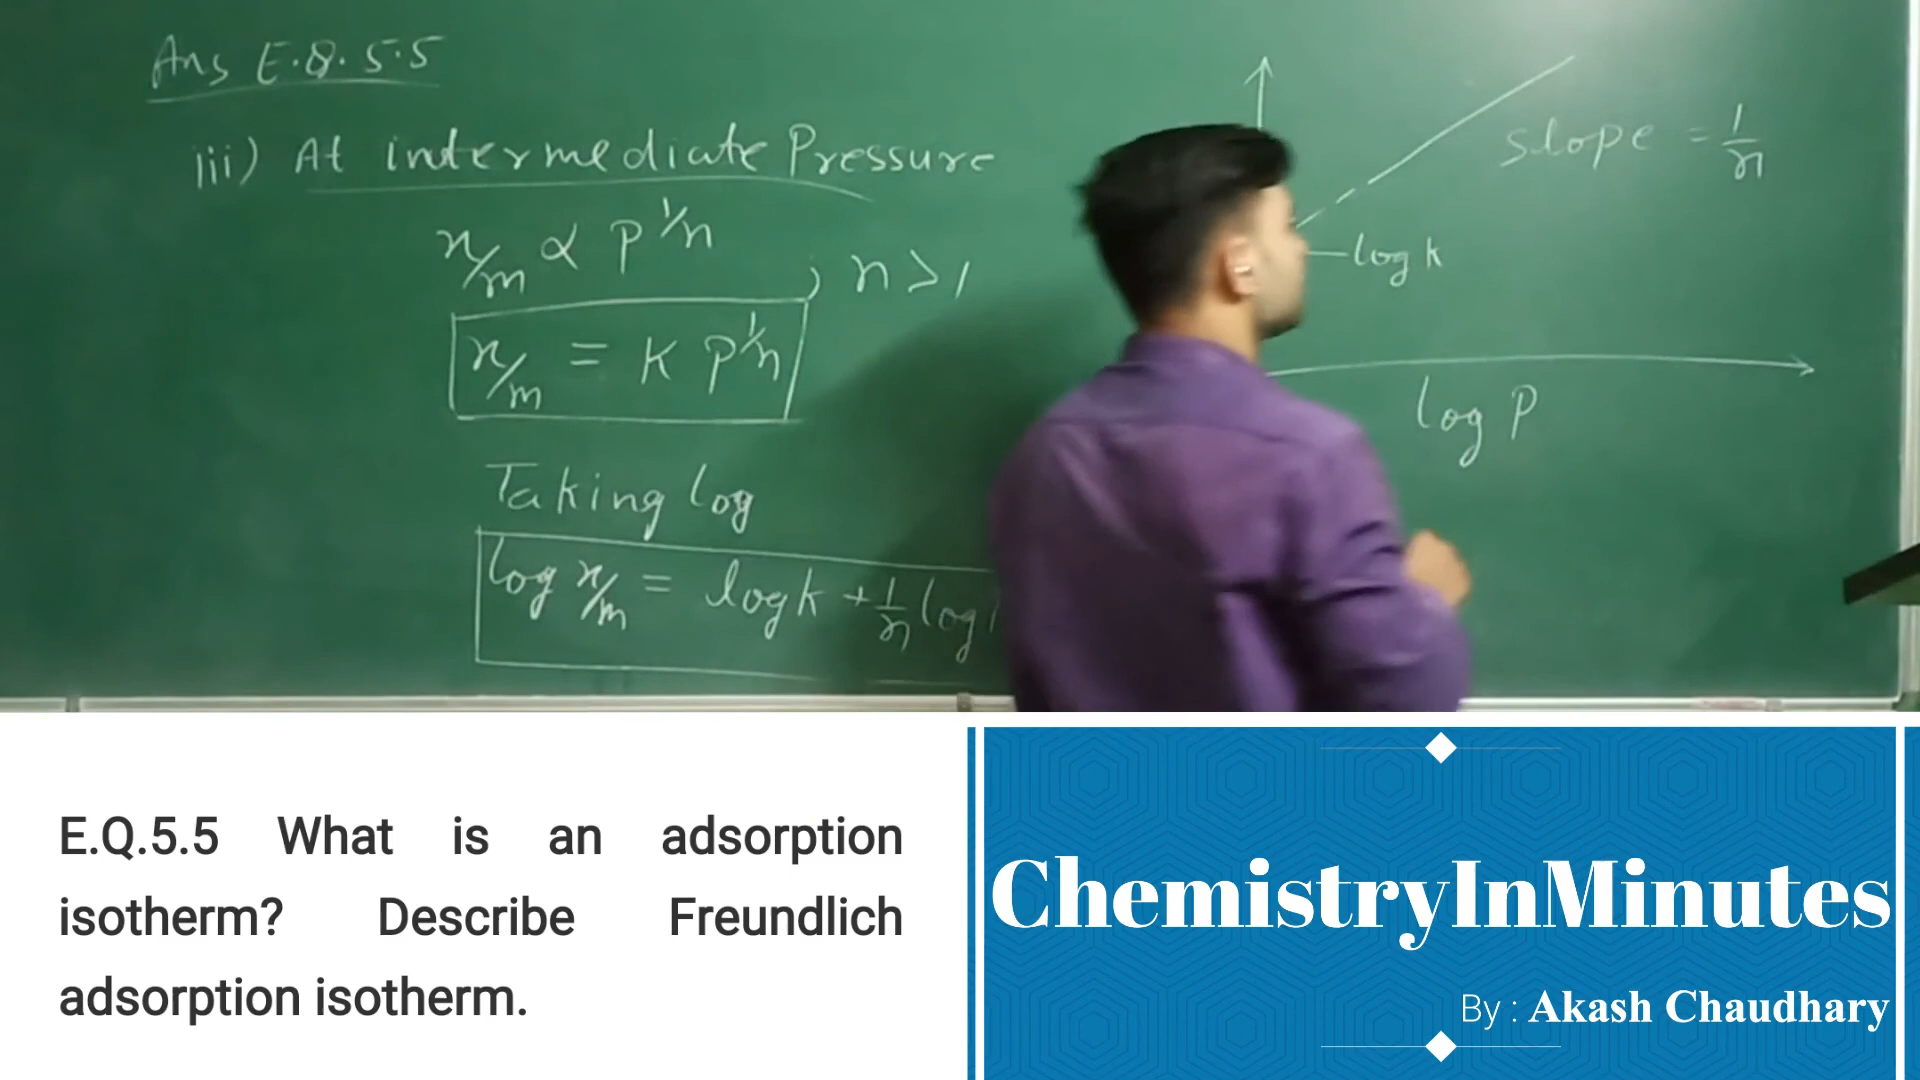 Ans E.Q. 5.5
iii) At intermediate Pressure
x/m ∝ P^1/n
; n > 1
x/m = K P^1/n
Taking log
log x/m = log k + 1/n log
slope = 1/n
log k
log P
E.Q.5.5 What is an adsorption
isotherm? Describe Freundlich
adsorption isotherm.
ChemistryInMinutes
By : Akash Chaudhary